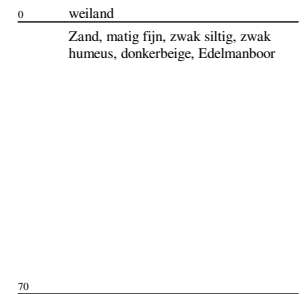 0 weiland
Zand, matig fijn, zwak siltig, zwak
humeus, donkerbeige, Edelmanboor
70